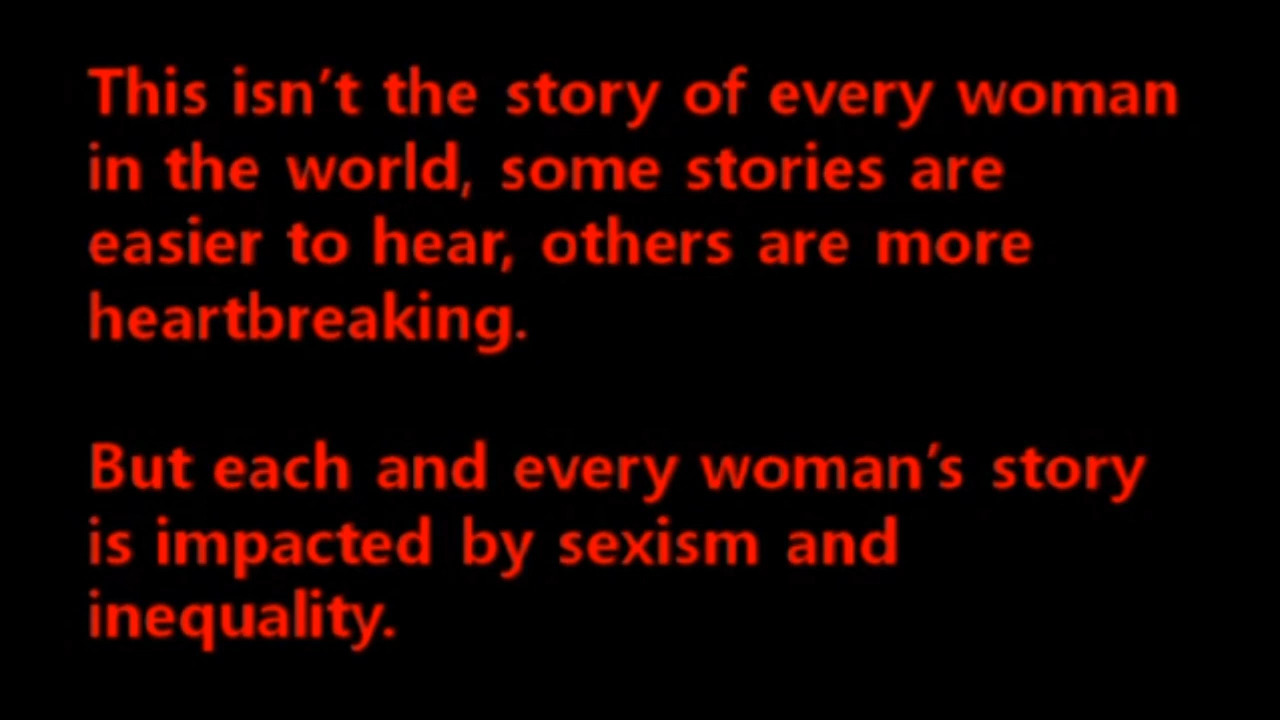 This isn’t the story of every woman
in the world, some stories are
easier to hear, others are more
heartbreaking.
But each and every woman’s story
is impacted by sexism and
inequality.